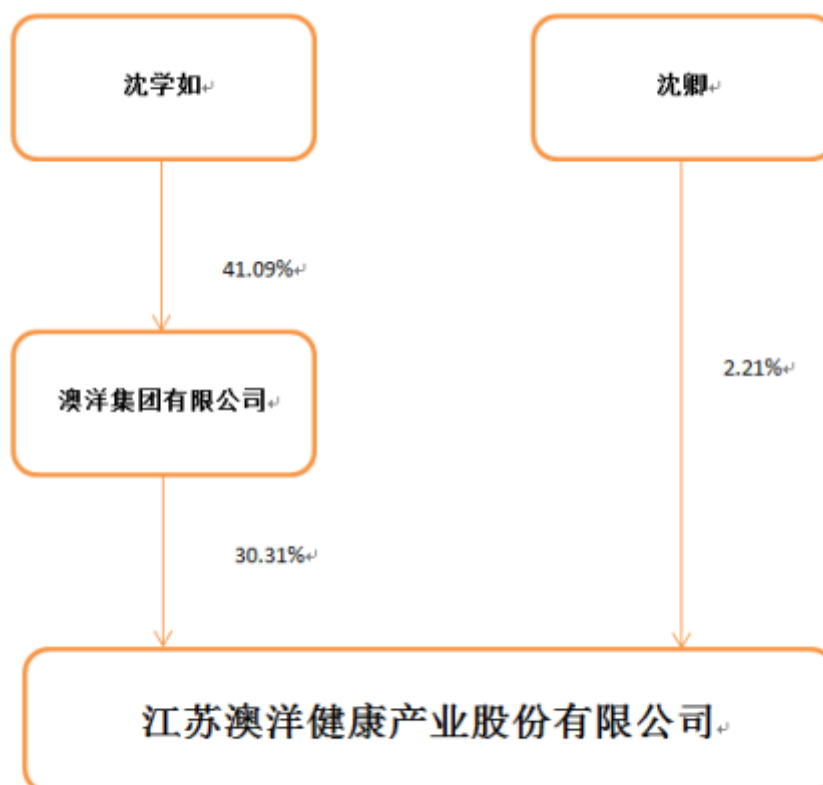 沈学如
沈卿
41.09%
澳洋集团有限公司
2.21%
30.31%
江苏澳洋健康产业股份有限公司